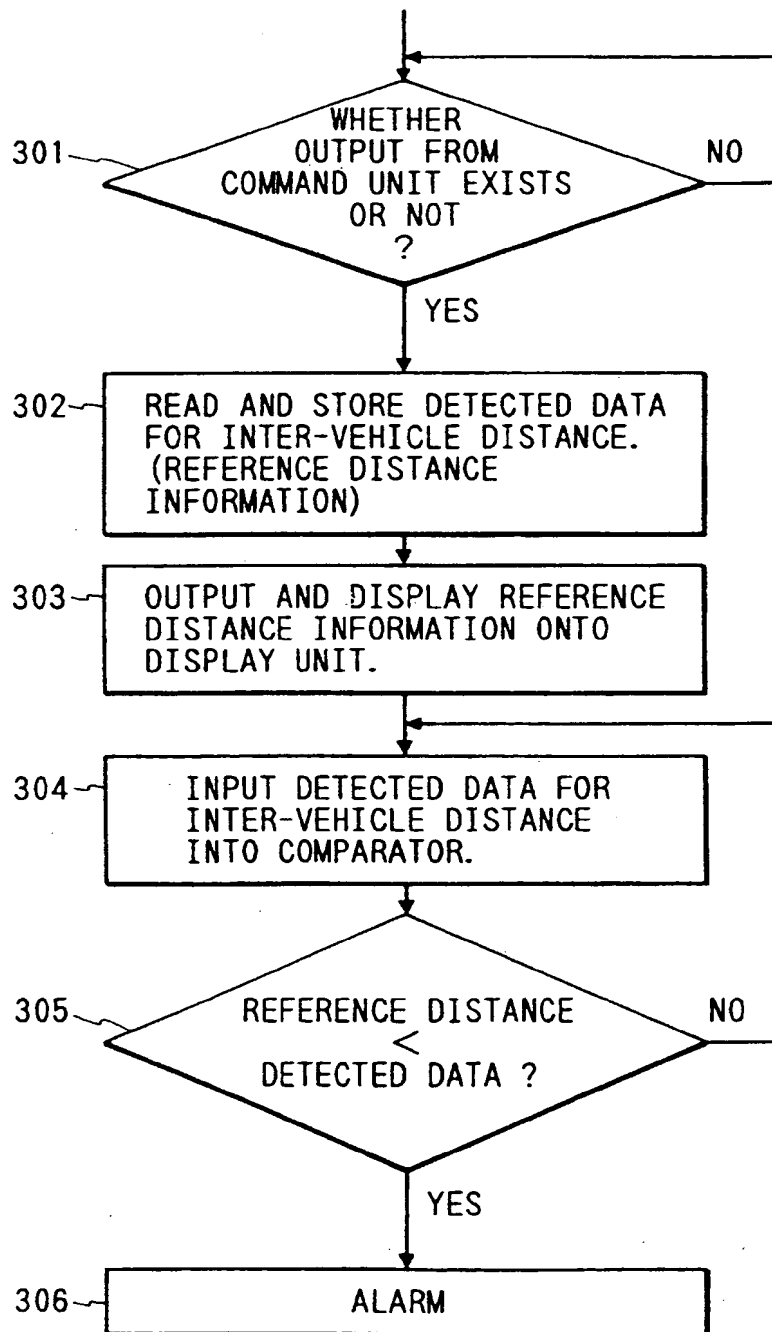 WHETHER
OUTPUT FROM
COMMAND UNIT EXISTS
OR NOT
?
301
NO
YES
302
READ AND STORE DETECTED DATA
FOR INTER-VEHICLE DISTANCE.
(REFERENCE DISTANCE
INFORMATION)
303
OUTPUT AND DISPLAY REFERENCE
DISTANCE INFORMATION ONTO
DISPLAY UNIT.
304
INPUT DETECTED DATA FOR
INTER-VEHICLE DISTANCE
INTO COMPARATOR.
305
REFERENCE DISTANCE
<
DETECTED DATA ?
NO
YES
306
ALARM